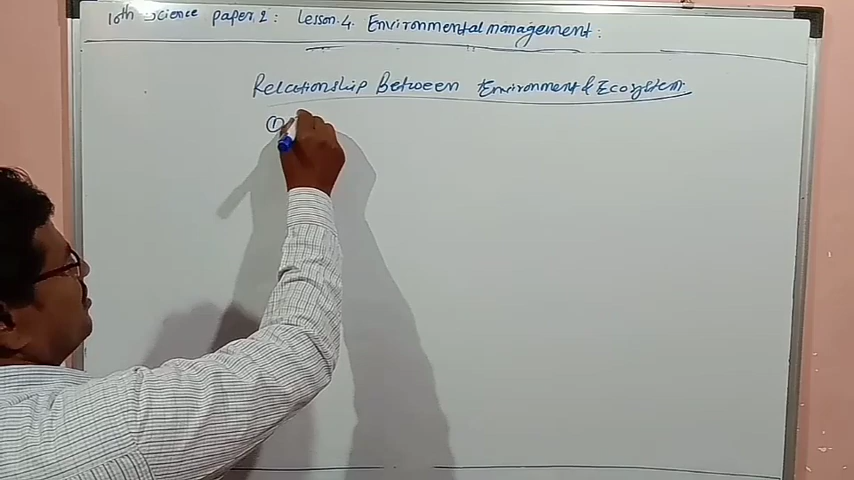 10th Science paper 2 : Lesson.4. Environmental management :
Relationship Between Environment & Ecosystem.
①